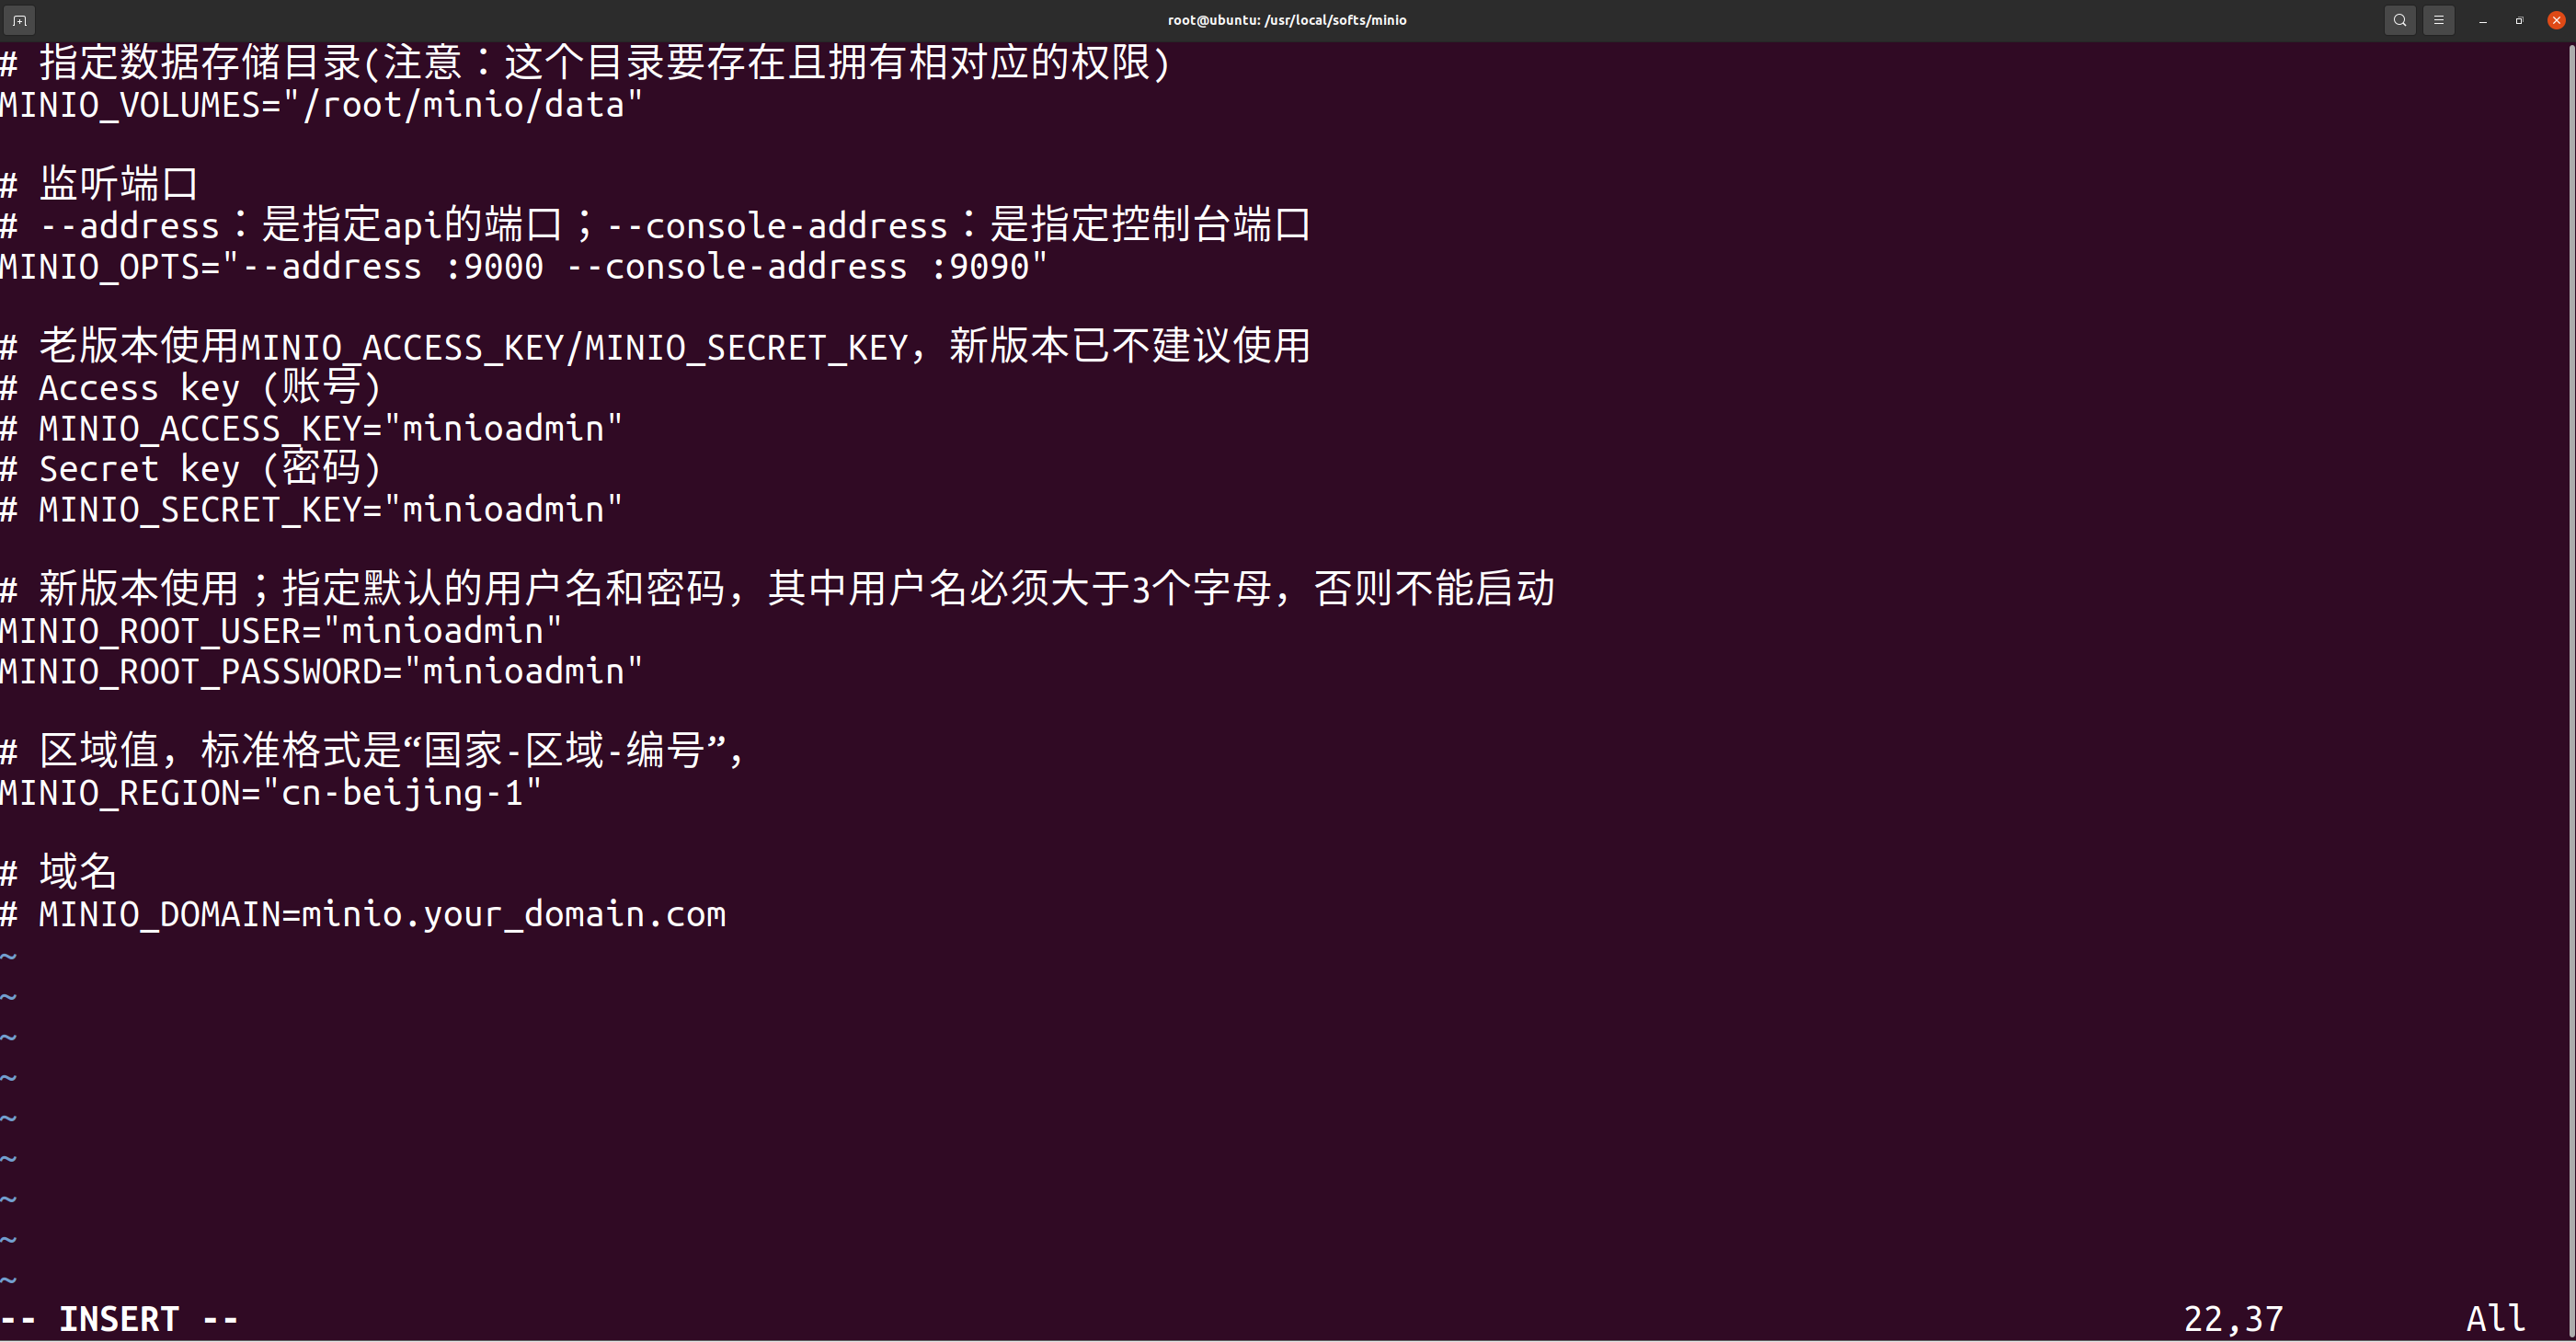 root@ubuntu: /usr/local/softs/minio
# 指定数据存储目录(注意：这个目录要存在且拥有相对应的权限)
MINIO_VOLUMES="/root/minio/data"
# 监听端口
# --address：是指定api的端口；--console-address：是指定控制台端口
MINIO_OPTS="--address :9000 --console-address :9090"
# 老版本使用MINIO_ACCESS_KEY/MINIO_SECRET_KEY，新版本已不建议使用
# Access key (账号)
# MINIO_ACCESS_KEY="minioadmin"
# Secret key (密码)
# MINIO_SECRET_KEY="minioadmin"
# 新版本使用；指定默认的用户名和密码，其中用户名必须大于3个字母，否则不能启动
MINIO_ROOT_USER="minioadmin"
MINIO_ROOT_PASSWORD="minioadmin"
# 区域值，标准格式是“国家-区域-编号”，
MINIO_REGION="cn-beijing-1"
# 域名
# MINIO_DOMAIN=minio.your_domain.com
~
~
~
~
~
~
~
~
~
-- INSERT -- 22,37 All